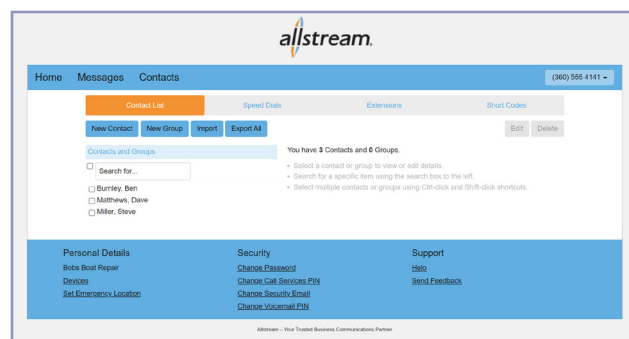 allstream.
Home Messages Contacts (360) 555 4141
Contact List Speed Dials Extensions Short Codes
New Contact New Group Import Export All Edit Delete
Contacts and Groups
You have 3 Contacts and 0 Groups.
Search for...
• Select a contact or group to view or edit details.
• Search for a specific item using the search box to the left.
• Select multiple contacts or groups using Ctrl-click and Shift-click shortcuts.
Burnley, Ben
Matthews, Dave
Miller, Steve
Personal Details Security Support
Bobs Boat Repair Change Password Help
Devices Change Call Services PIN Send Feedback
Set Emergency Location Change Security Email
Change Voicemail PIN
Allstream – Your Trusted Business Communications Partner